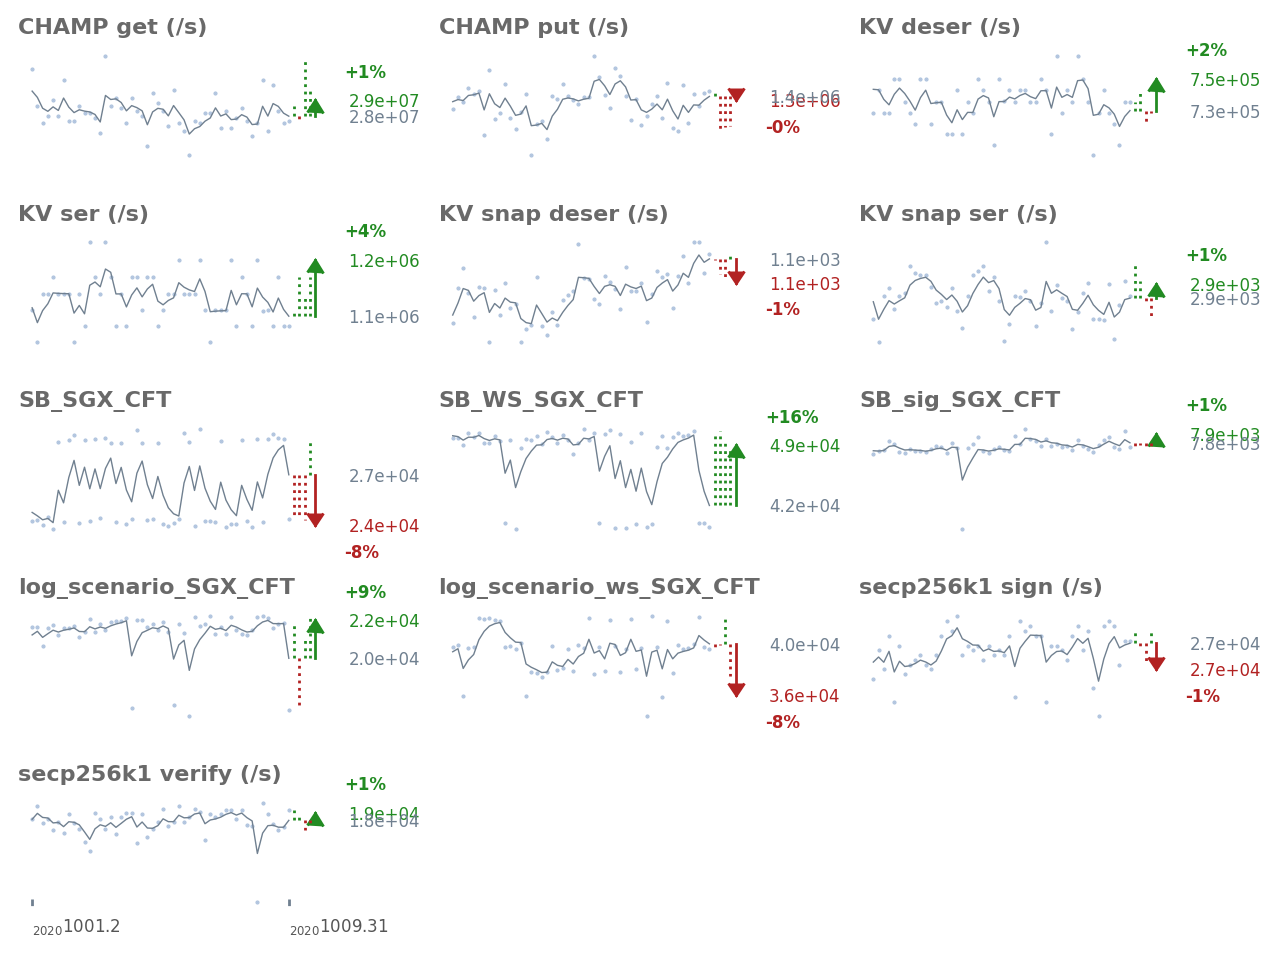 CHAMP get (/s)
+1%
2.9e+07
2.8e+07
CHAMP put (/s)
1.4e+06
1.3e+06
-0%
KV deser (/s)
+2%
7.5e+05
7.3e+05
KV ser (/s)
+4%
1.2e+06
1.1e+06
KV snap deser (/s)
1.1e+03
1.1e+03
-1%
KV snap ser (/s)
+1%
2.9e+03
2.9e+03
SB_SGX_CFT
2.7e+04
2.4e+04
-8%
SB_WS_SGX_CFT
+16%
4.9e+04
4.2e+04
SB_sig_SGX_CFT
+1%
7.9e+03
7.8e+03
log_scenario_SGX_CFT
+9%
2.2e+04
2.0e+04
log_scenario_ws_SGX_CFT
4.0e+04
3.6e+04
-8%
secp256k1 sign (/s)
2.7e+04
2.7e+04
-1%
secp256k1 verify (/s)
+1%
1.9e+04
1.8e+04
2020 1001.2
2020 1009.31